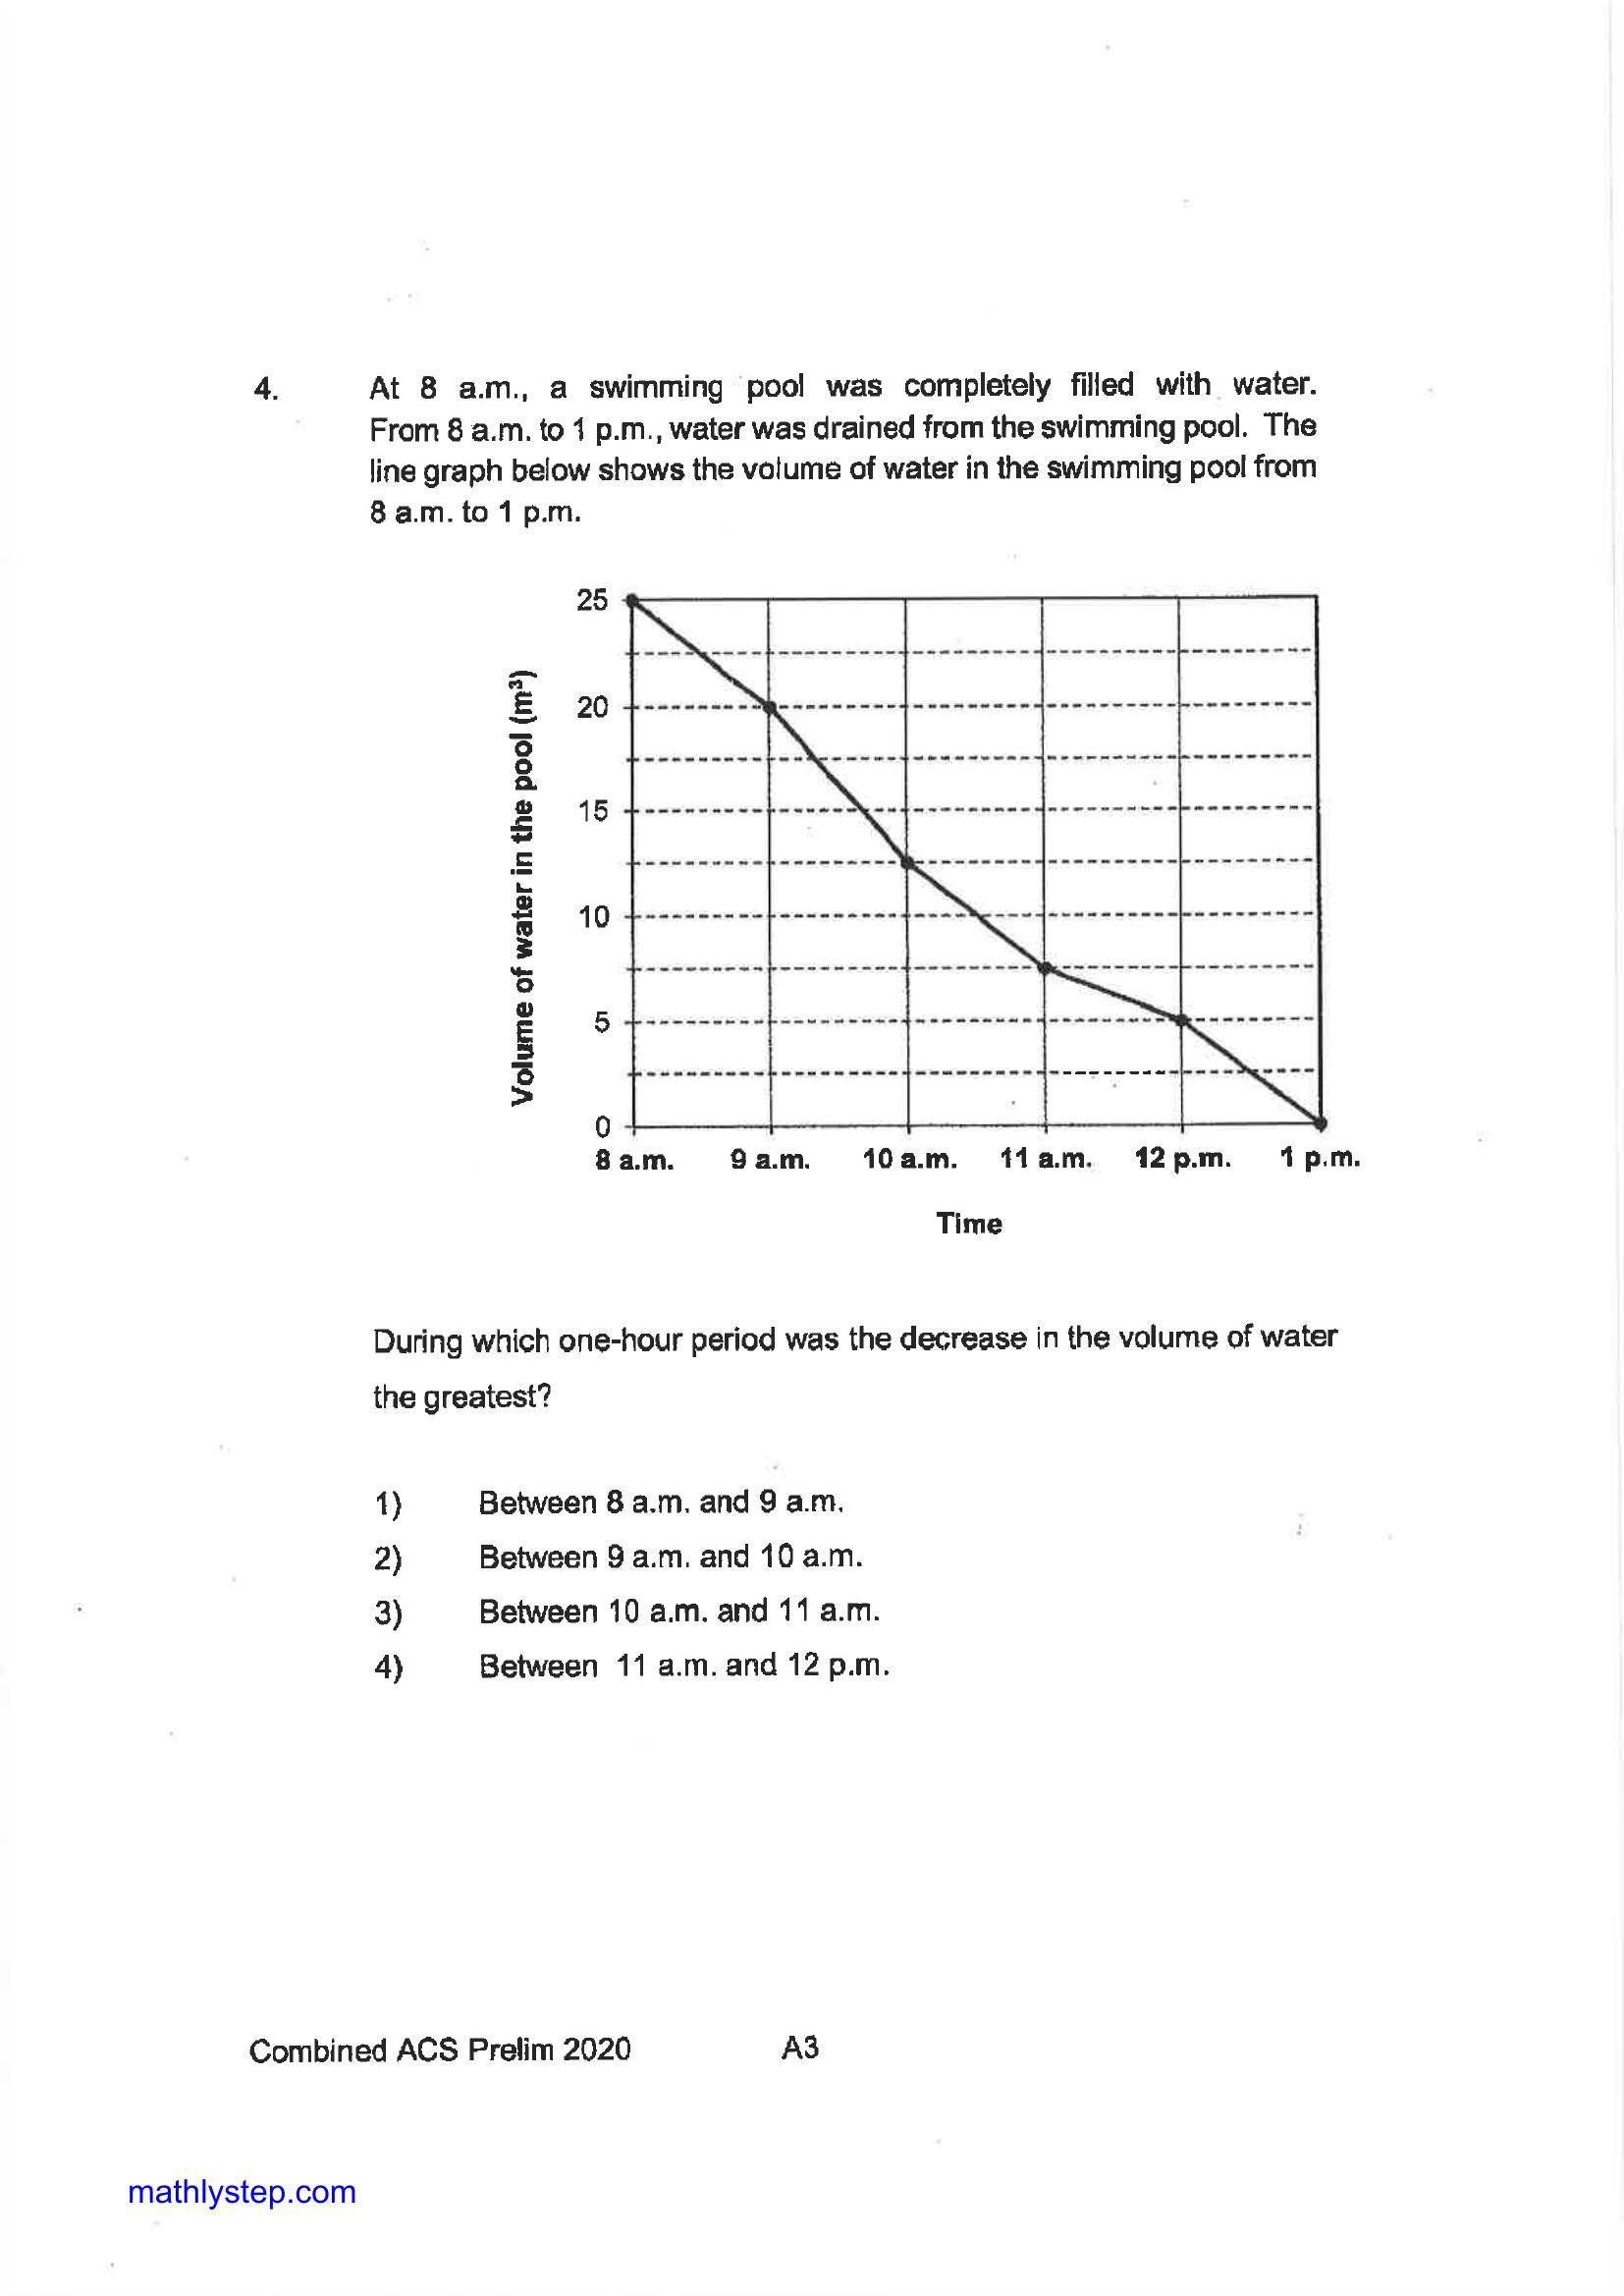 4. At 8 a.m., a swimming pool was completely filled with water.
From 8 a.m. to 1 p.m., water was drained from the swimming pool. The
line graph below shows the volume of water in the swimming pool from
8 a.m. to 1 p.m.
Volume of water in the pool (m³)
25
20
15
10
5
0
8 a.m. 9 a.m. 10 a.m. 11 a.m. 12 p.m. 1 p.m.
Time
During which one-hour period was the decrease in the volume of water
the greatest?
1) Between 8 a.m. and 9 a.m.
2) Between 9 a.m. and 10 a.m.
3) Between 10 a.m. and 11 a.m.
4) Between 11 a.m. and 12 p.m.
Combined ACS Prelim 2020 A3
mathlystep.com